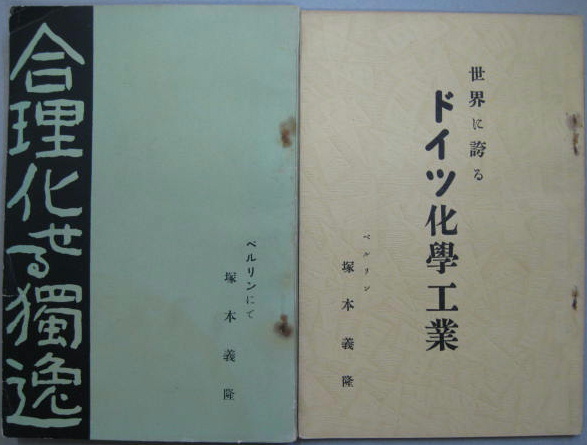 合理化せる獨逸
ベルリンにて
塚本義隆
世界に誇る
ドイツ化學工業
ベルリン
塚本義隆